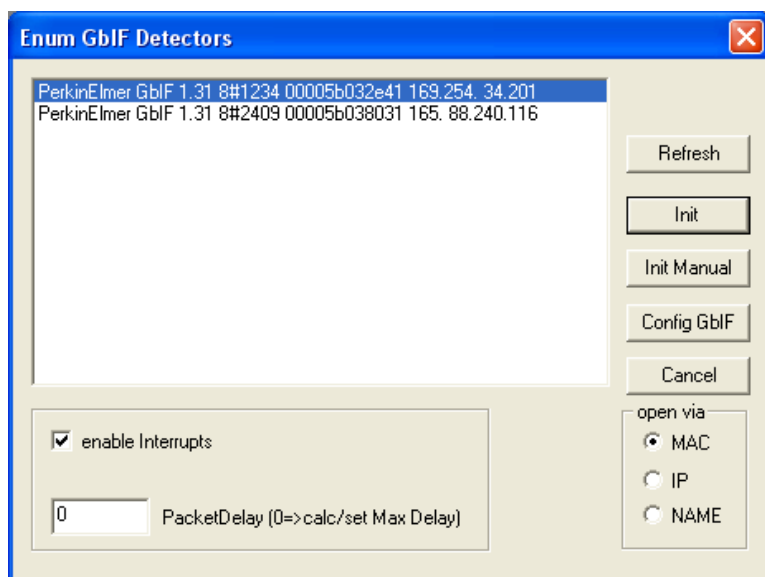 Enum GbIF Detectors
PerkinElmer GbIF 1.31 8#1234 00005b032e41 169.254. 34.201
PerkinElmer GbIF 1.31 8#2409 00005b038031 165. 88.240.116
Refresh
Init
Init Manual
Config GbIF
Cancel
open via
MAC
IP
NAME
enable Interrupts
0 PacketDelay (0=>calc/set Max Delay)